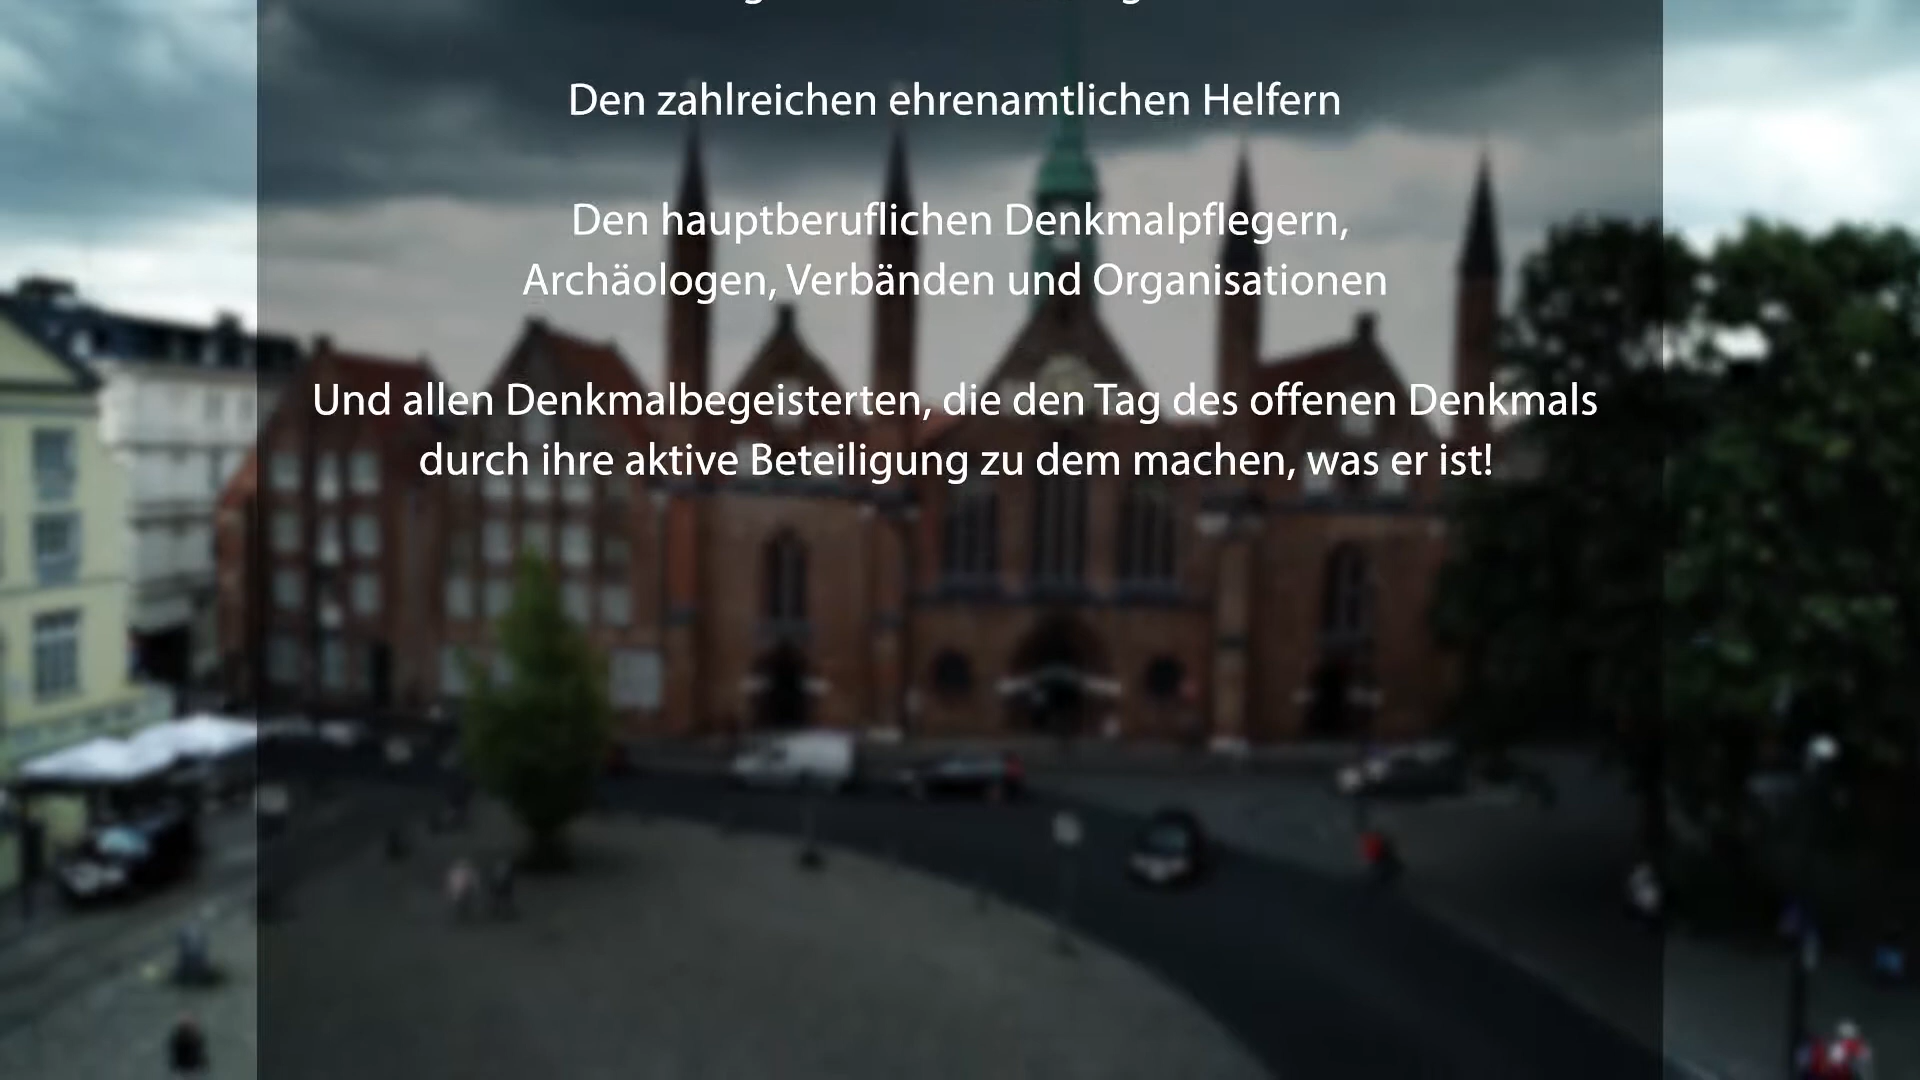 Den zahlreichen ehrenamtlichen Helfern
Den hauptberuflichen Denkmalpflegern,
Archäologen, Verbänden und Organisationen
Und allen Denkmalbegeisterten, die den Tag des offenen Denkmals
durch ihre aktive Beteiligung zu dem machen, was er ist!